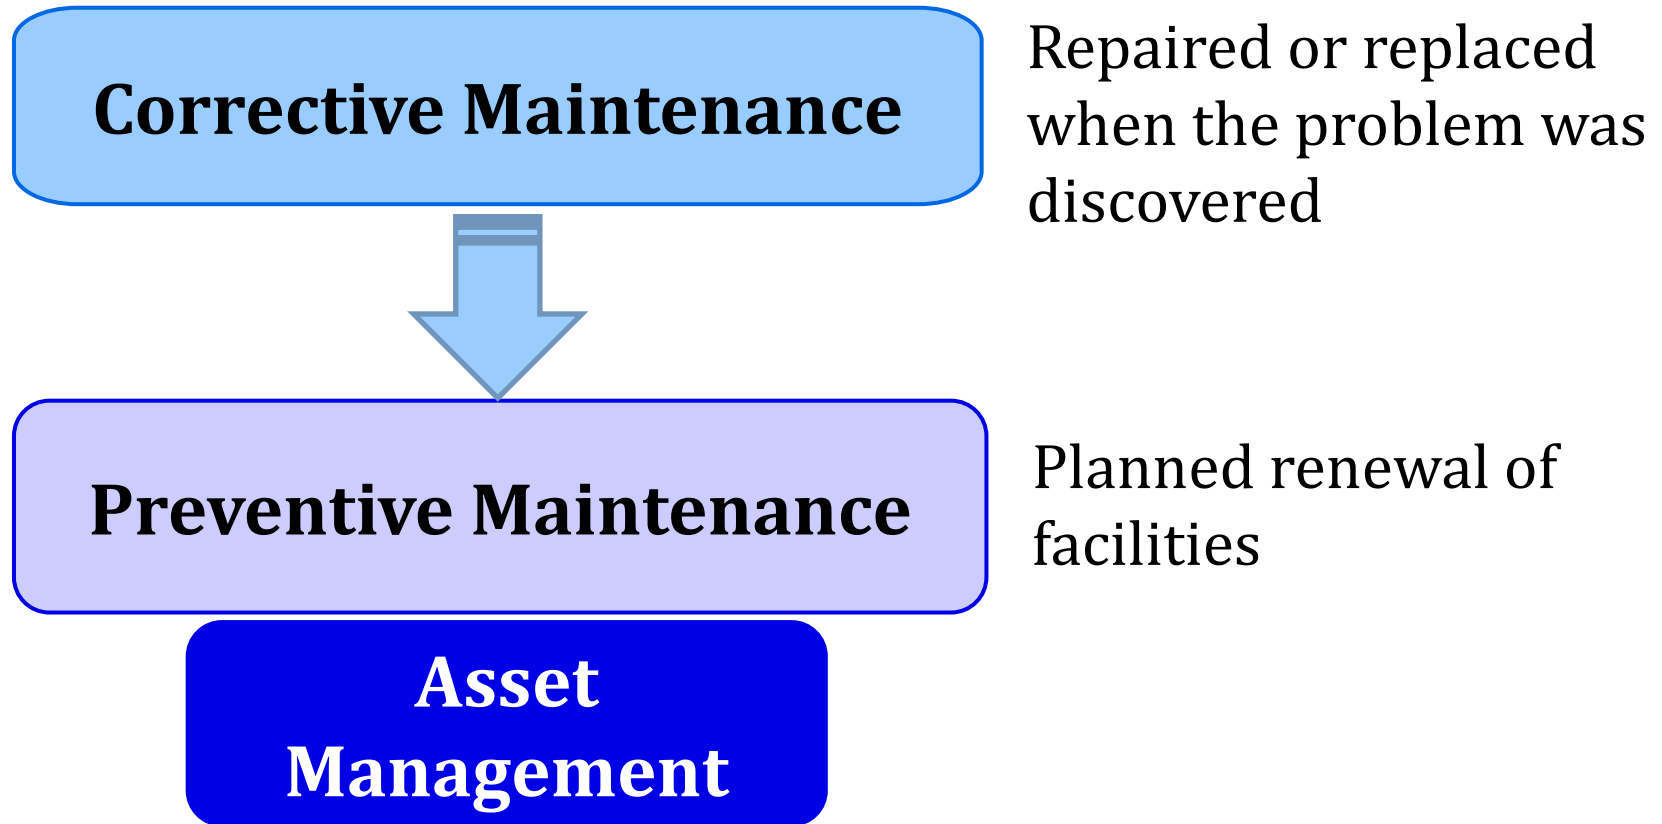 Corrective Maintenance
Repaired or replaced
when the problem was
discovered
Preventive Maintenance
Planned renewal of
facilities
Asset
Management